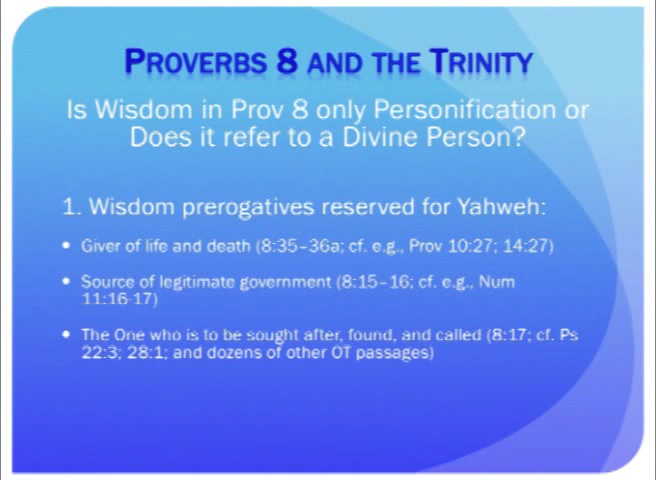 PROVERBS 8 AND THE TRINITY
Is Wisdom in Prov 8 only Personification or
Does it refer to a Divine Person?
1. Wisdom prerogatives reserved for Yahweh:
• Giver of life and death (8:35–36a; cf. e.g., Prov 10:27; 14:27)
• Source of legitimate government (8:15–16; cf. e.g., Num
11:16-17)
• The One who is to be sought after, found, and called (8:17; cf. Ps
22:3; 28:1; and dozens of other OT passages)